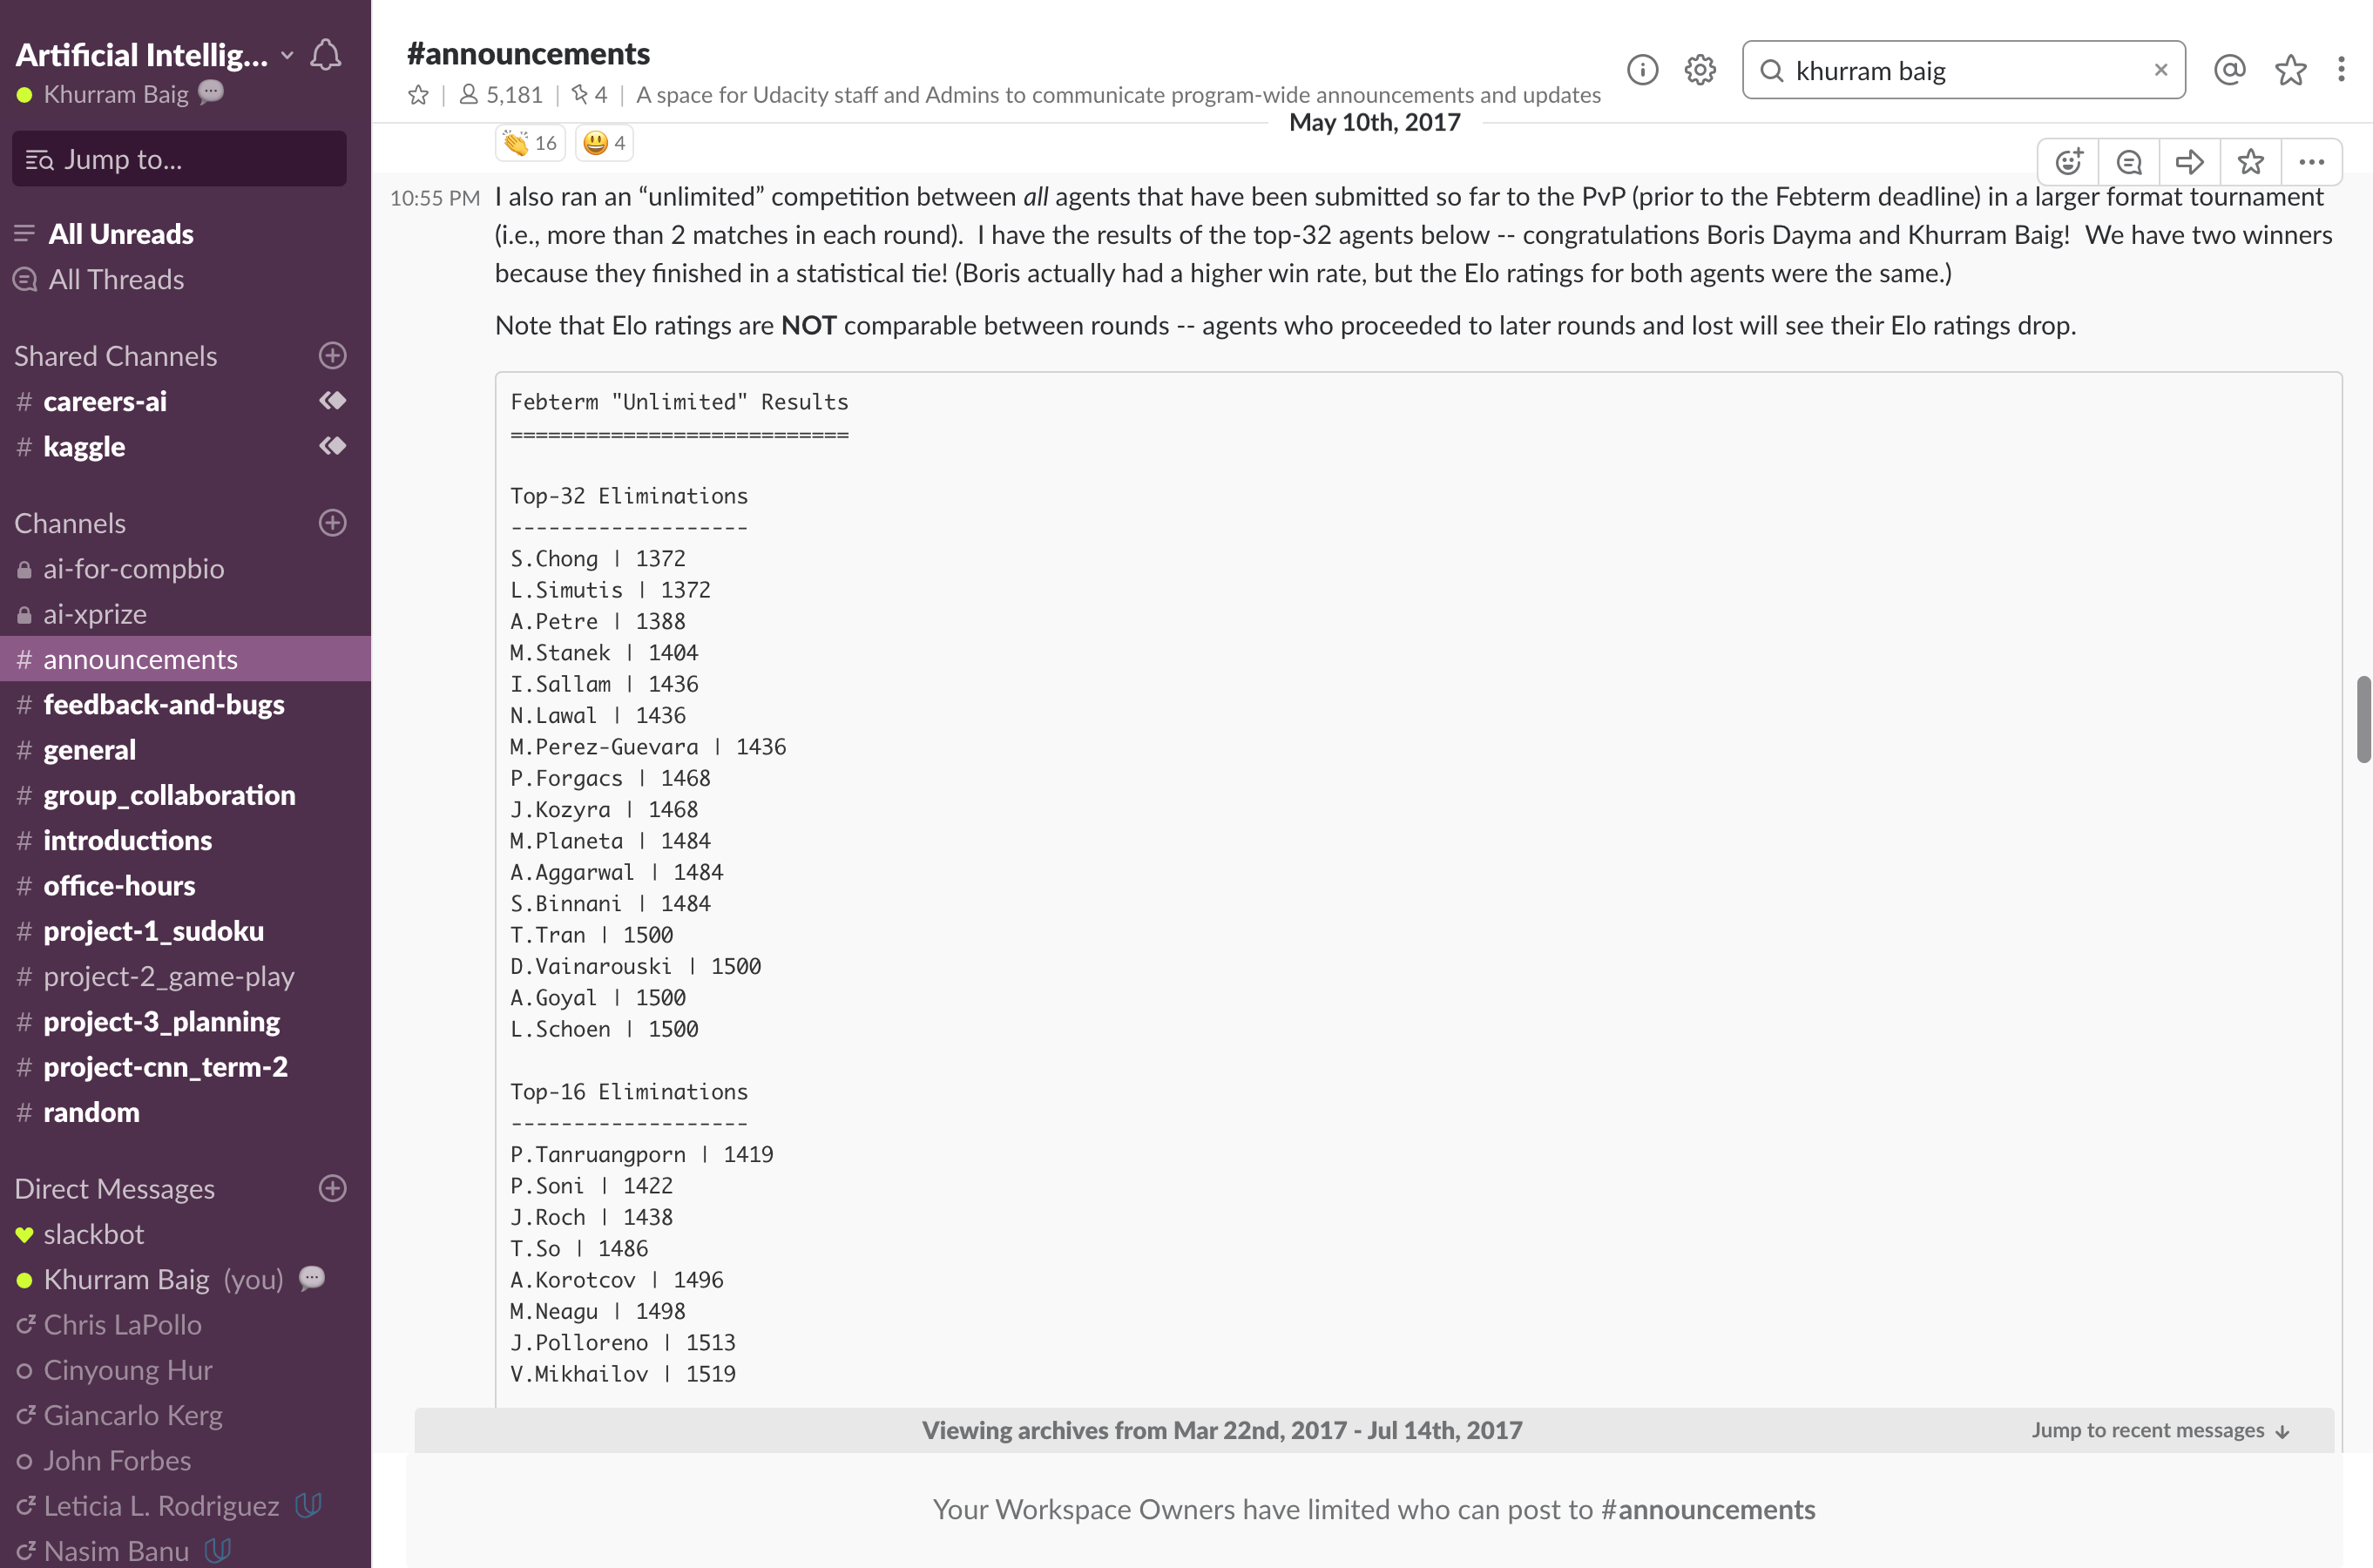 Artificial Intellig...
Khurram Baig
Jump to...
All Unreads
All Threads
Shared Channels
# careers-ai
# kaggle
Channels
ai-for-compbio
ai-xprize
# announcements
# feedback-and-bugs
# general
# group_collaboration
# introductions
# office-hours
# project-1_sudoku
# project-2_game-play
# project-3_planning
# project-cnn_term-2
# random
Direct Messages
slackbot
Khurram Baig (you)
Chris LaPollo
Cinyoung Hur
Giancarlo Kerg
John Forbes
Leticia L. Rodriguez
Nasim Banu
#announcements
5,181 | 4 | A space for Udacity staff and Admins to communicate program-wide announcements and updates
khurram baig
May 10th, 2017
16 4
10:55 PM I also ran an “unlimited” competition between all agents that have been submitted so far to the PvP (prior to the Febterm deadline) in a larger format tournament
(i.e., more than 2 matches in each round). I have the results of the top-32 agents below -- congratulations Boris Dayma and Khurram Baig! We have two winners
because they finished in a statistical tie! (Boris actually had a higher win rate, but the Elo ratings for both agents were the same.)
Note that Elo ratings are NOT comparable between rounds -- agents who proceeded to later rounds and lost will see their Elo ratings drop.
Febterm "Unlimited" Results
===========================
Top-32 Eliminations
-------------------
S.Chong | 1372
L.Simutis | 1372
A.Petre | 1388
M.Stanek | 1404
I.Sallam | 1436
N.Lawal | 1436
M.Perez-Guevara | 1436
P.Forgacs | 1468
J.Kozyra | 1468
M.Planeta | 1484
A.Aggarwal | 1484
S.Binnani | 1484
T.Tran | 1500
D.Vainarouski | 1500
A.Goyal | 1500
L.Schoen | 1500
Top-16 Eliminations
-------------------
P.Tanruangporn | 1419
P.Soni | 1422
J.Roch | 1438
T.So | 1486
A.Korotcov | 1496
M.Neagu | 1498
J.Polloreno | 1513
V.Mikhailov | 1519
Viewing archives from Mar 22nd, 2017 - Jul 14th, 2017
Jump to recent messages ↓
Your Workspace Owners have limited who can post to #announcements